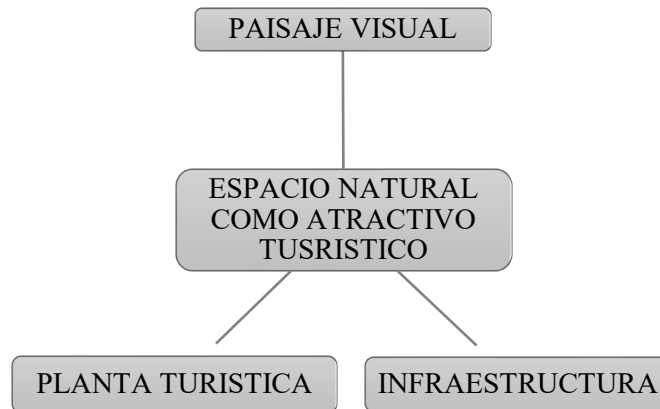 PAISAJE VISUAL
ESPACIO NATURAL
COMO ATRACTIVO
TUSRISTICO
PLANTA TURISTICA
INFRAESTRUCTURA